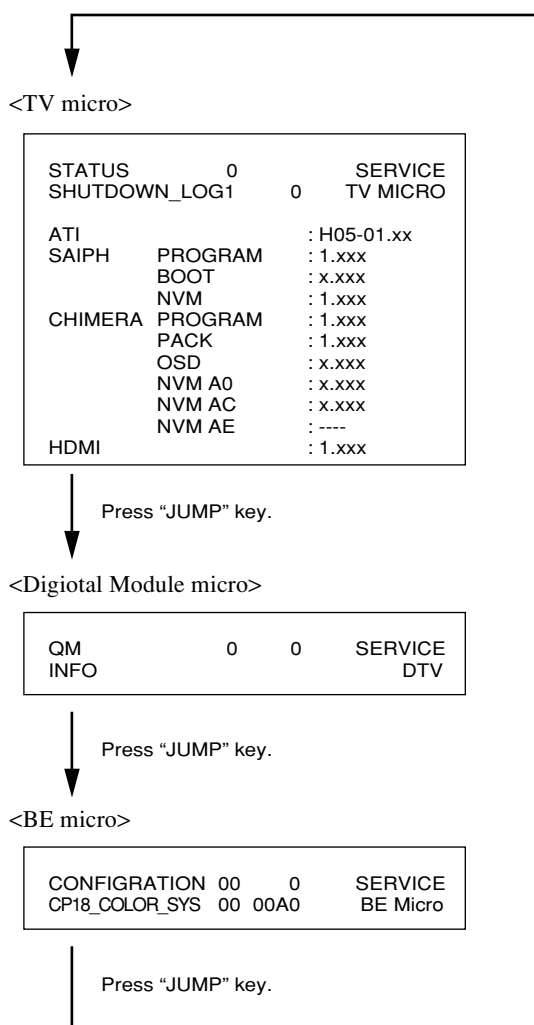 <TV micro>
STATUS 0 SERVICE
SHUTDOWN_LOG1 0 TV MICRO
ATI : H05-01.xx
SAIPH PROGRAM : 1.xxx
BOOT : x.xxx
NVM : 1.xxx
CHIMERA PROGRAM : 1.xxx
PACK : 1.xxx
OSD : x.xxx
NVM A0 : x.xxx
NVM AC : x.xxx
NVM AE : ----
HDMI : 1.xxx
Press “JUMP” key.
<Digiotal Module micro>
QM 0 0 SERVICE
INFO DTV
Press “JUMP” key.
<BE micro>
CONFIGRATION 00 0 SERVICE
CP18_COLOR_SYS 00 00A0 BE Micro
Press “JUMP” key.